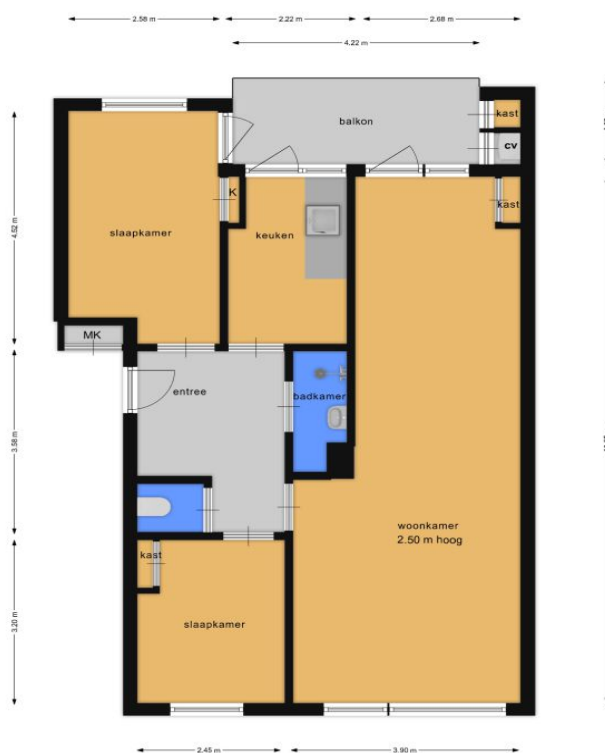 2.58 m
2.22 m
2.68 m
4.22 m
balkon
kast
cv
K
kast
slaapkamer
keuken
4.52 m
MK
entree
badkamer
3.58 m
woonkamer
2.50 m hoog
kast
slaapkamer
3.20 m
2.45 m
3.90 m